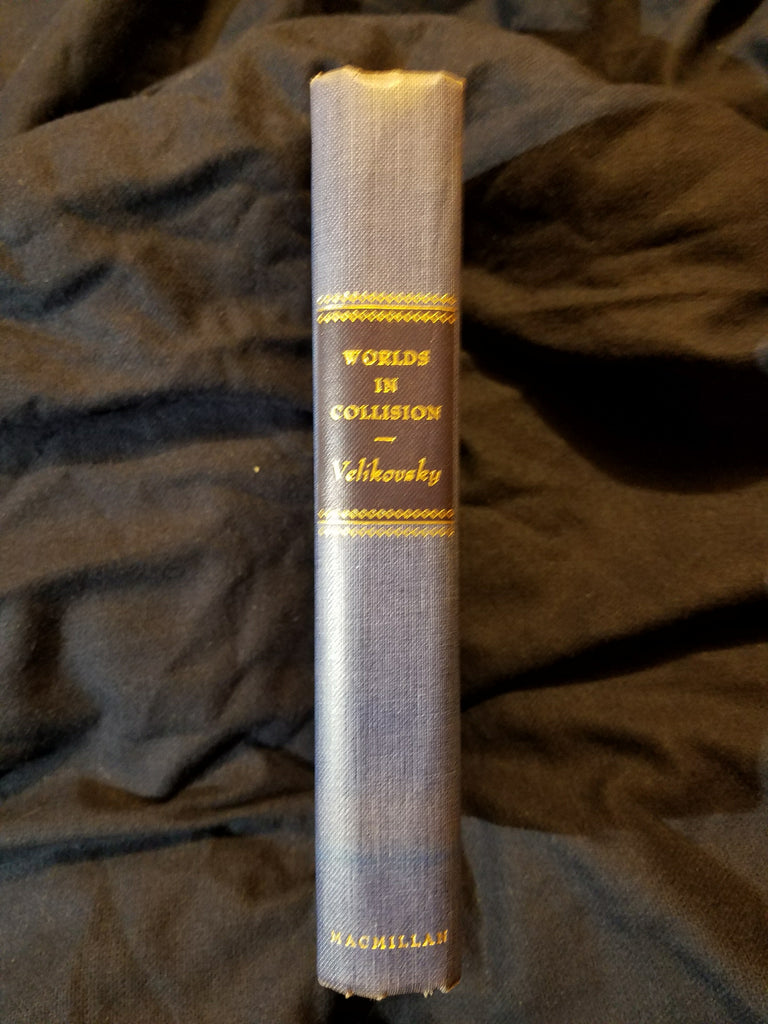 WORLDS
IN
COLLISION
—
Velikovsky
MACMILLAN